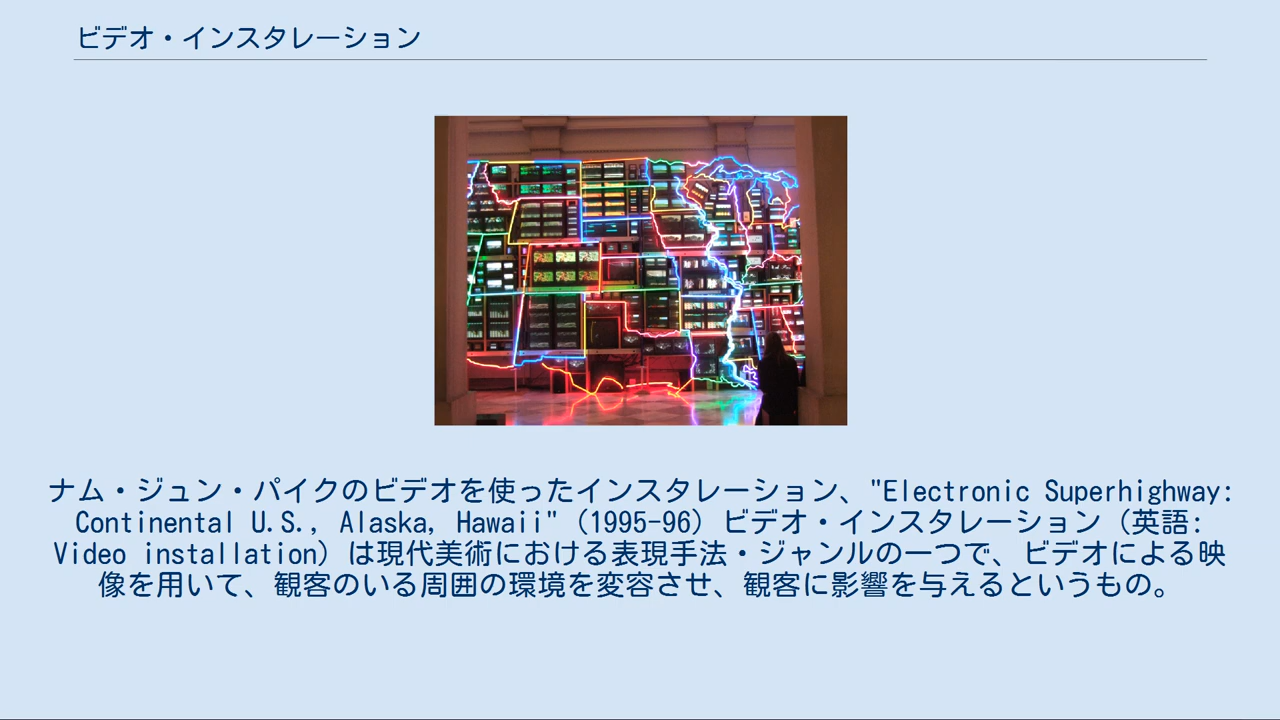 ビデオ・インスタレーション
ナム・ジュン・パイクのビデオを使ったインスタレーション、"Electronic Superhighway:
Continental U.S., Alaska, Hawaii"（1995-96）ビデオ・インスタレーション（英語:
Video installation）は現代美術における表現手法・ジャンルの一つで、ビデオによる映
像を用いて、観客のいる周囲の環境を変容させ、観客に影響を与えるというもの。